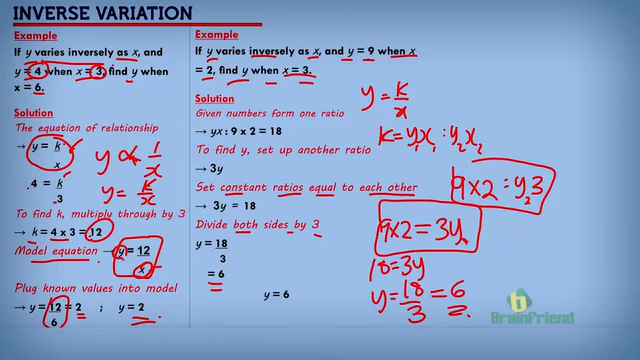 INVERSE VARIATION
Example
If y varies inversely as x, and
y = 4 when x = 3, find y when
x = 6.
Solution
The equation of relationship
→ y = k
x
4 = k
3
y ∝ 1
x
y = k
x
To find k, multiply through by 3
→ k = 4 x 3 = 12
Model equation → y = 12
x
Plug known values into model
→ y = 12 = 2 ; y = 2
6
Example
If y varies inversely as x, and y = 9 when x
= 2, find y when x = 3.
Solution
Given numbers form one ratio
→ yx : 9 x 2 = 18
To find y, set up another ratio
→ 3y
Set constant ratios equal to each other
→ 3y = 18
Divide both sides by 3
y = 18
3
= 6
y = 6
y = k
x
k = y₁x₁ : y₂x₂
9x2 = y₂3
9x2 = 3y
18 = 3y
y = 18 = 6
3
b
BrainFriend